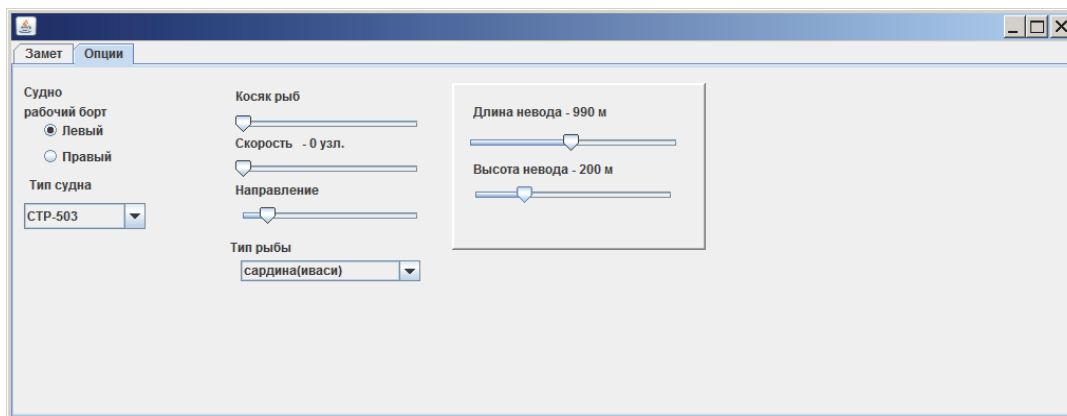 Замет Опции
Судно
рабочий борт
Левый
Правый
Тип судна
СТР-503
Косяк рыб
Скорость - 0 узл.
Направление
Тип рыбы
сардина(иваси)
Длина невода - 990 м
Высота невода - 200 м